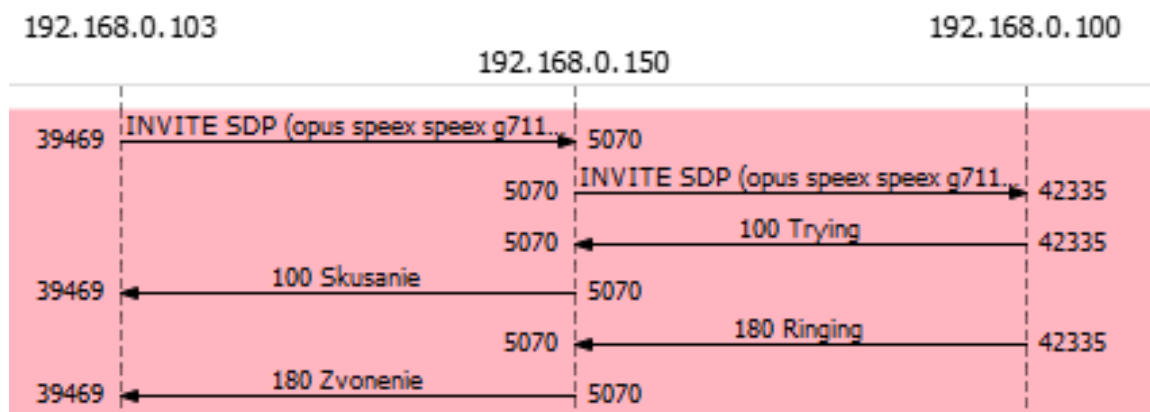 192.168.0.103 192.168.0.100
192.168.0.150
39469 INVITE SDP (opus speex speex g711... 5070
5070 INVITE SDP (opus speex speex g711... 42335
5070 100 Trying 42335
39469 100 Skusanie 5070
5070 180 Ringing 42335
39469 180 Zvonenie 5070